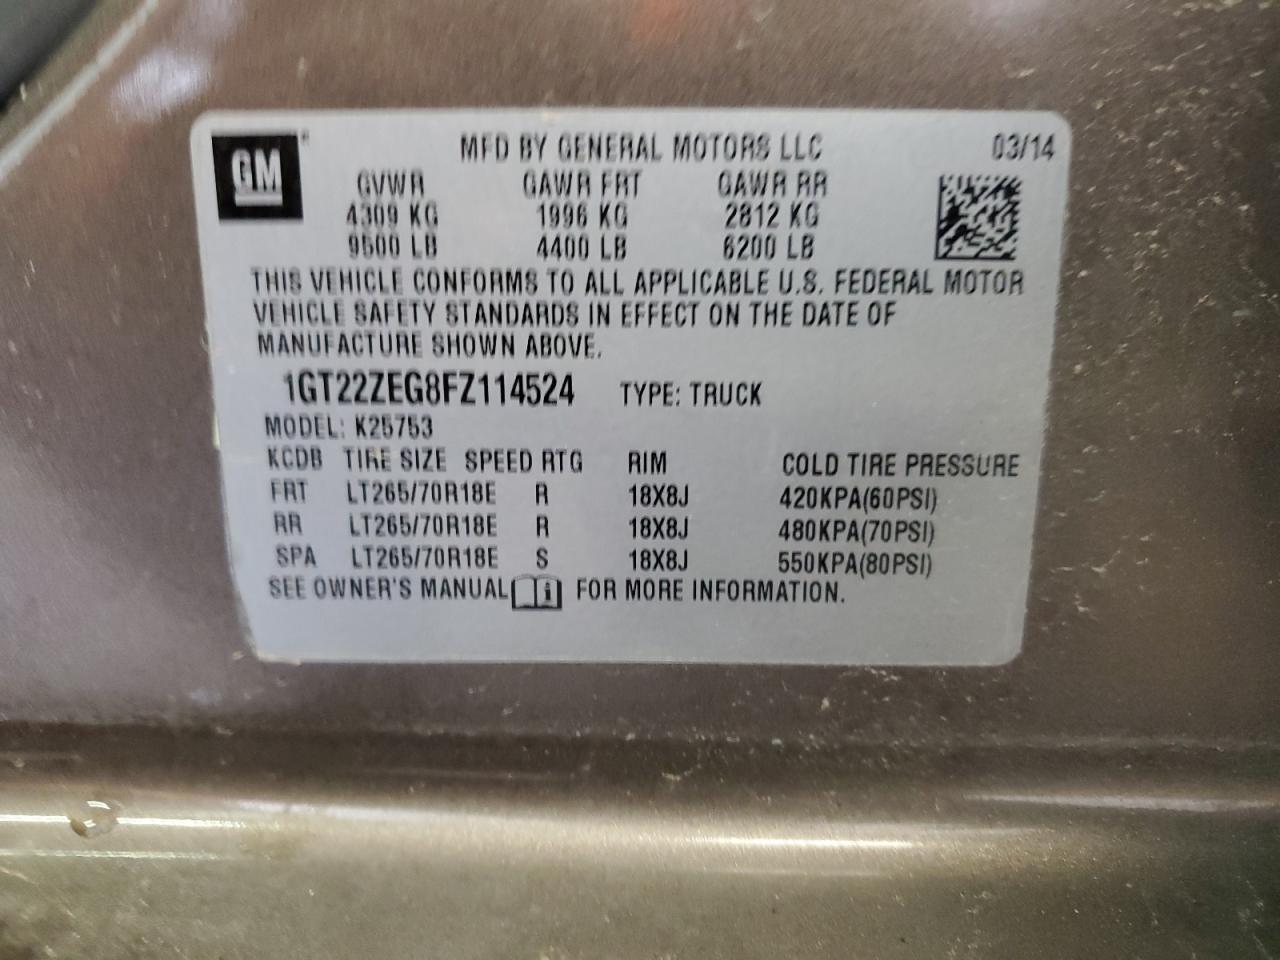 GM
MFD BY GENERAL MOTORS LLC 03/14
GVWR GAWR FRT GAWR RR
4309 KG 1996 KG 2812 KG
9500 LB 4400 LB 6200 LB
THIS VEHICLE CONFORMS TO ALL APPLICABLE U.S. FEDERAL MOTOR
VEHICLE SAFETY STANDARDS IN EFFECT ON THE DATE OF
MANUFACTURE SHOWN ABOVE.
1GT22ZEG8FZ114524 TYPE: TRUCK
MODEL: K25753
KCDB TIRE SIZE SPEED RTG RIM COLD TIRE PRESSURE
FRT LT265/70R18E R 18X8J 420KPA(60PSI)
RR LT265/70R18E R 18X8J 480KPA(70PSI)
SPA LT265/70R18E S 18X8J 550KPA(80PSI)
SEE OWNER'S MANUAL i FOR MORE INFORMATION.